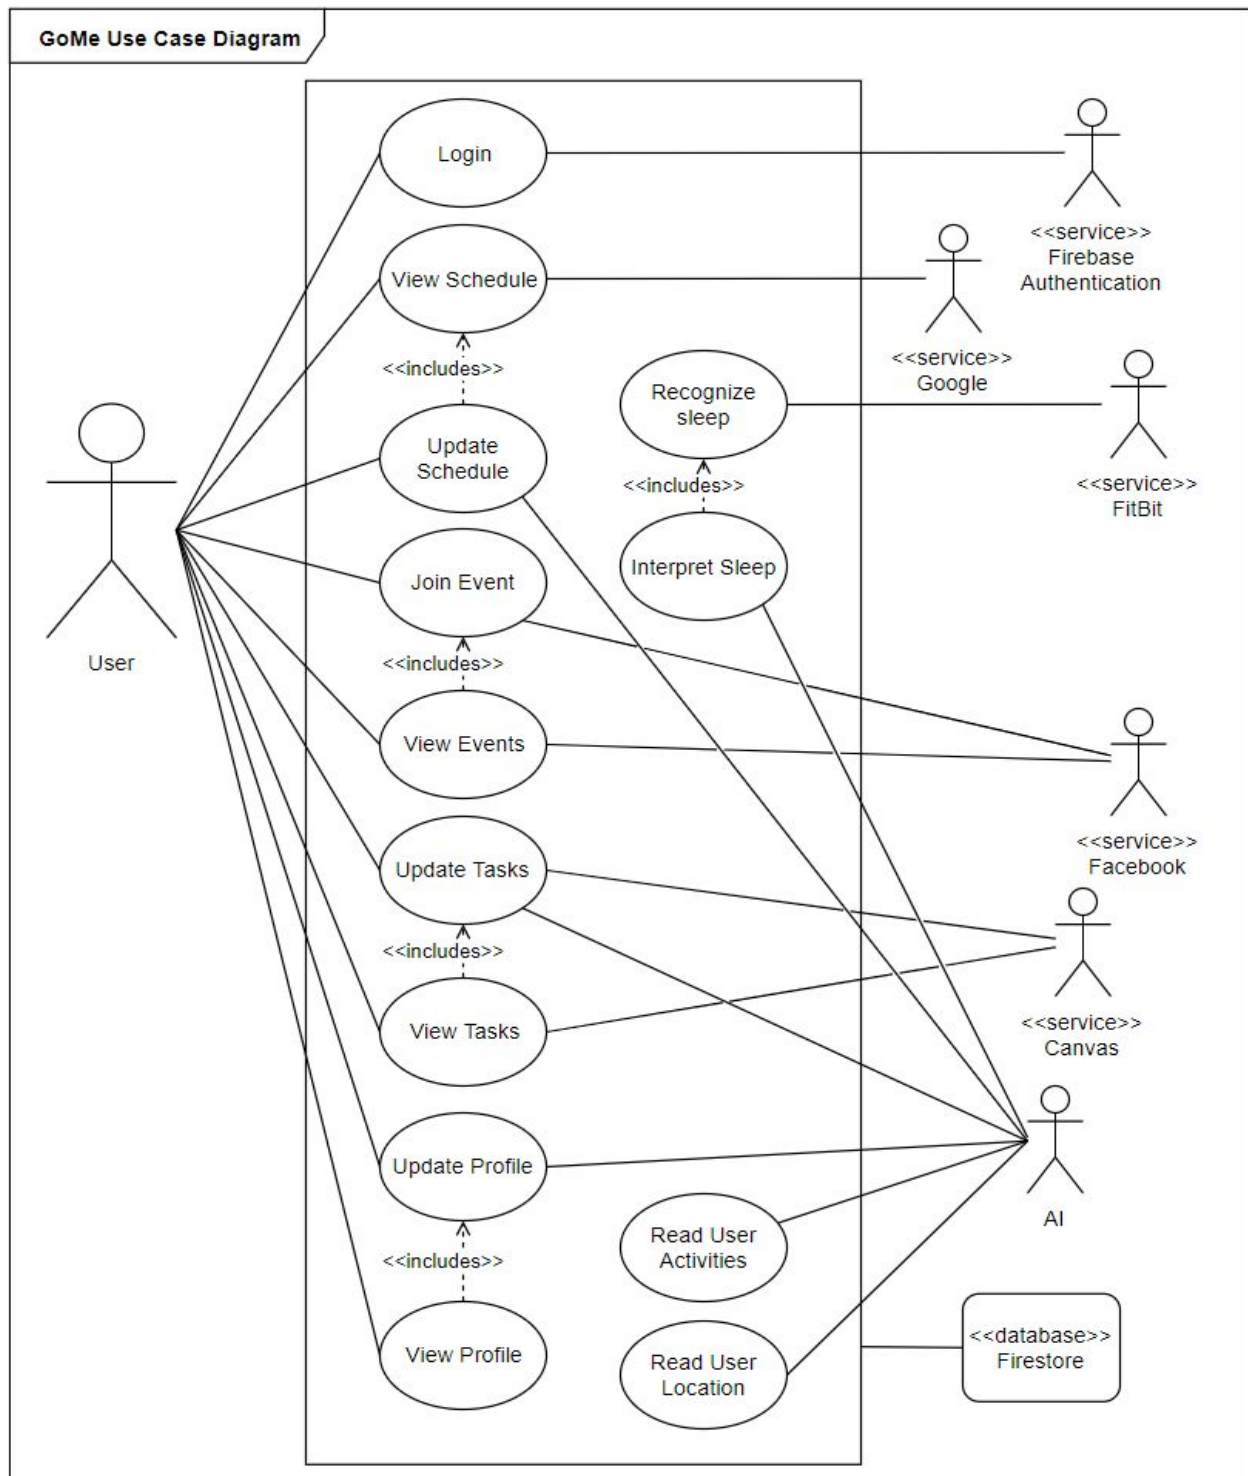 GoMe Use Case Diagram
Login
<<service>>
Firebase
Authentication
View Schedule
<<service>>
Google
<<includes>>
Recognize
sleep
Update
Schedule
<<includes>>
<<service>>
FitBit
Join Event
Interpret Sleep
User
<<includes>>
View Events
<<service>>
Facebook
Update Tasks
<<includes>>
View Tasks
<<service>>
Canvas
Update Profile
AI
Read User
Activities
<<includes>>
<<database>>
Firestore
View Profile
Read User
Location